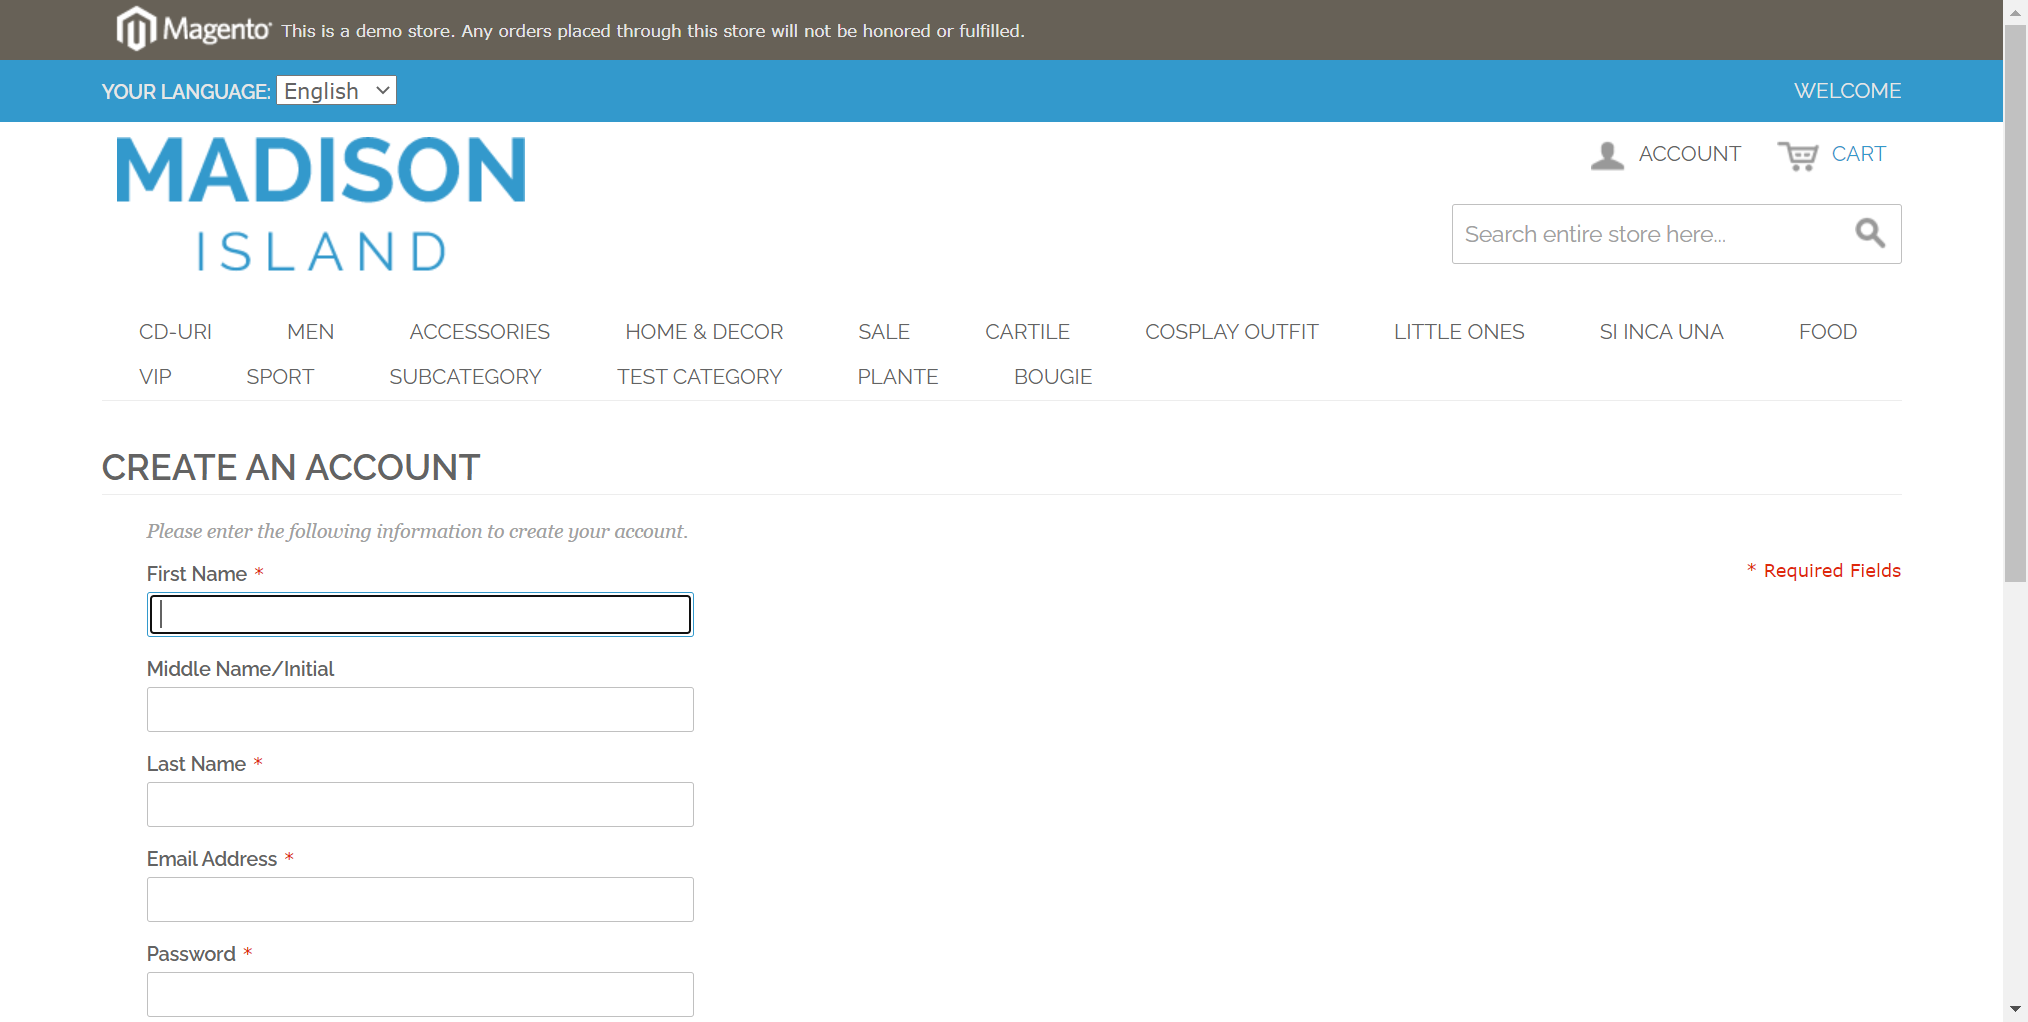 Magento This is a demo store. Any orders placed through this store will not be honored or fulfilled.
YOUR LANGUAGE: English WELCOME
MADISON
ISLAND
ACCOUNT CART
Search entire store here...
CD-URI MEN ACCESSORIES HOME & DECOR SALE CARTILE COSPLAY OUTFIT LITTLE ONES SI INCA UNA FOOD
VIP SPORT SUBCATEGORY TEST CATEGORY PLANTE BOUGIE
CREATE AN ACCOUNT
Please enter the following information to create your account.
* Required Fields
First Name *
Middle Name/Initial
Last Name *
Email Address *
Password *